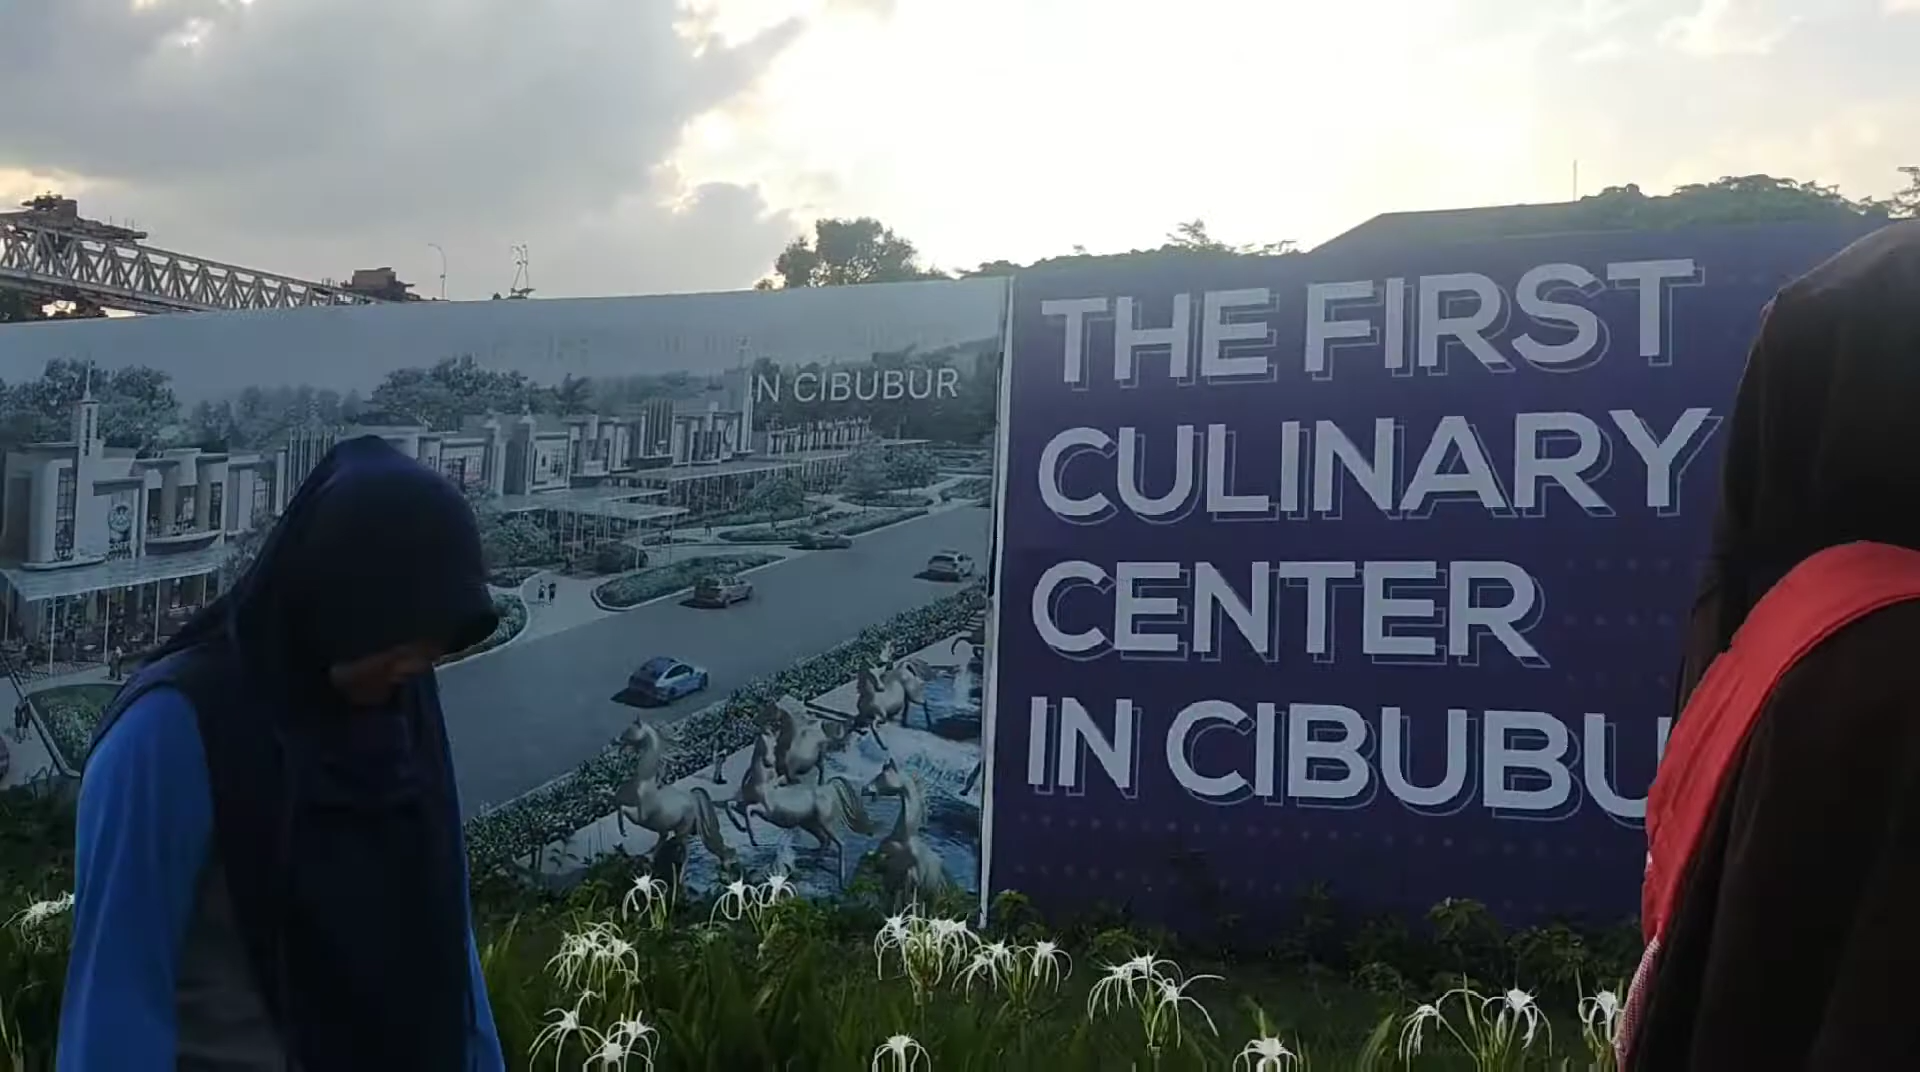 IN CIBUBUR
THE FIRST
CULINARY
CENTER
IN CIBUBU